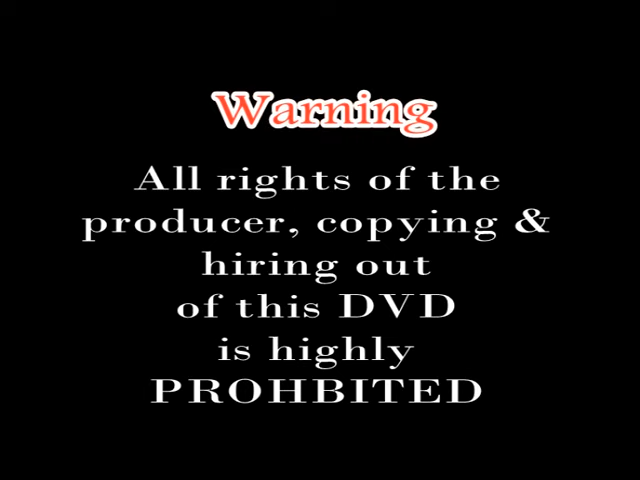 Warning
All rights of the
producer, copying &
hiring out
of this DVD
is highly
PROHBITED